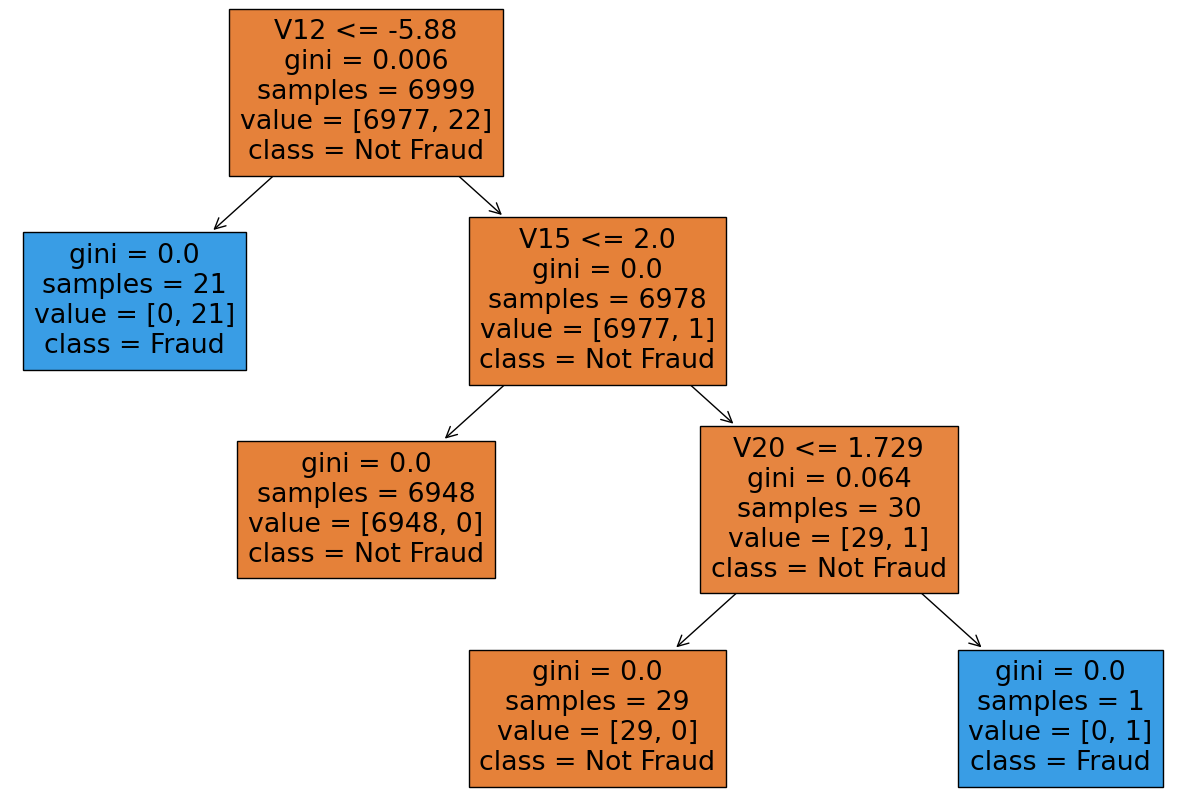 V12 <= -5.88
gini = 0.006
samples = 6999
value = [6977, 22]
class = Not Fraud
gini = 0.0
samples = 21
value = [0, 21]
class = Fraud
V15 <= 2.0
gini = 0.0
samples = 6978
value = [6977, 1]
class = Not Fraud
gini = 0.0
samples = 6948
value = [6948, 0]
class = Not Fraud
V20 <= 1.729
gini = 0.064
samples = 30
value = [29, 1]
class = Not Fraud
gini = 0.0
samples = 29
value = [29, 0]
class = Not Fraud
gini = 0.0
samples = 1
value = [0, 1]
class = Fraud